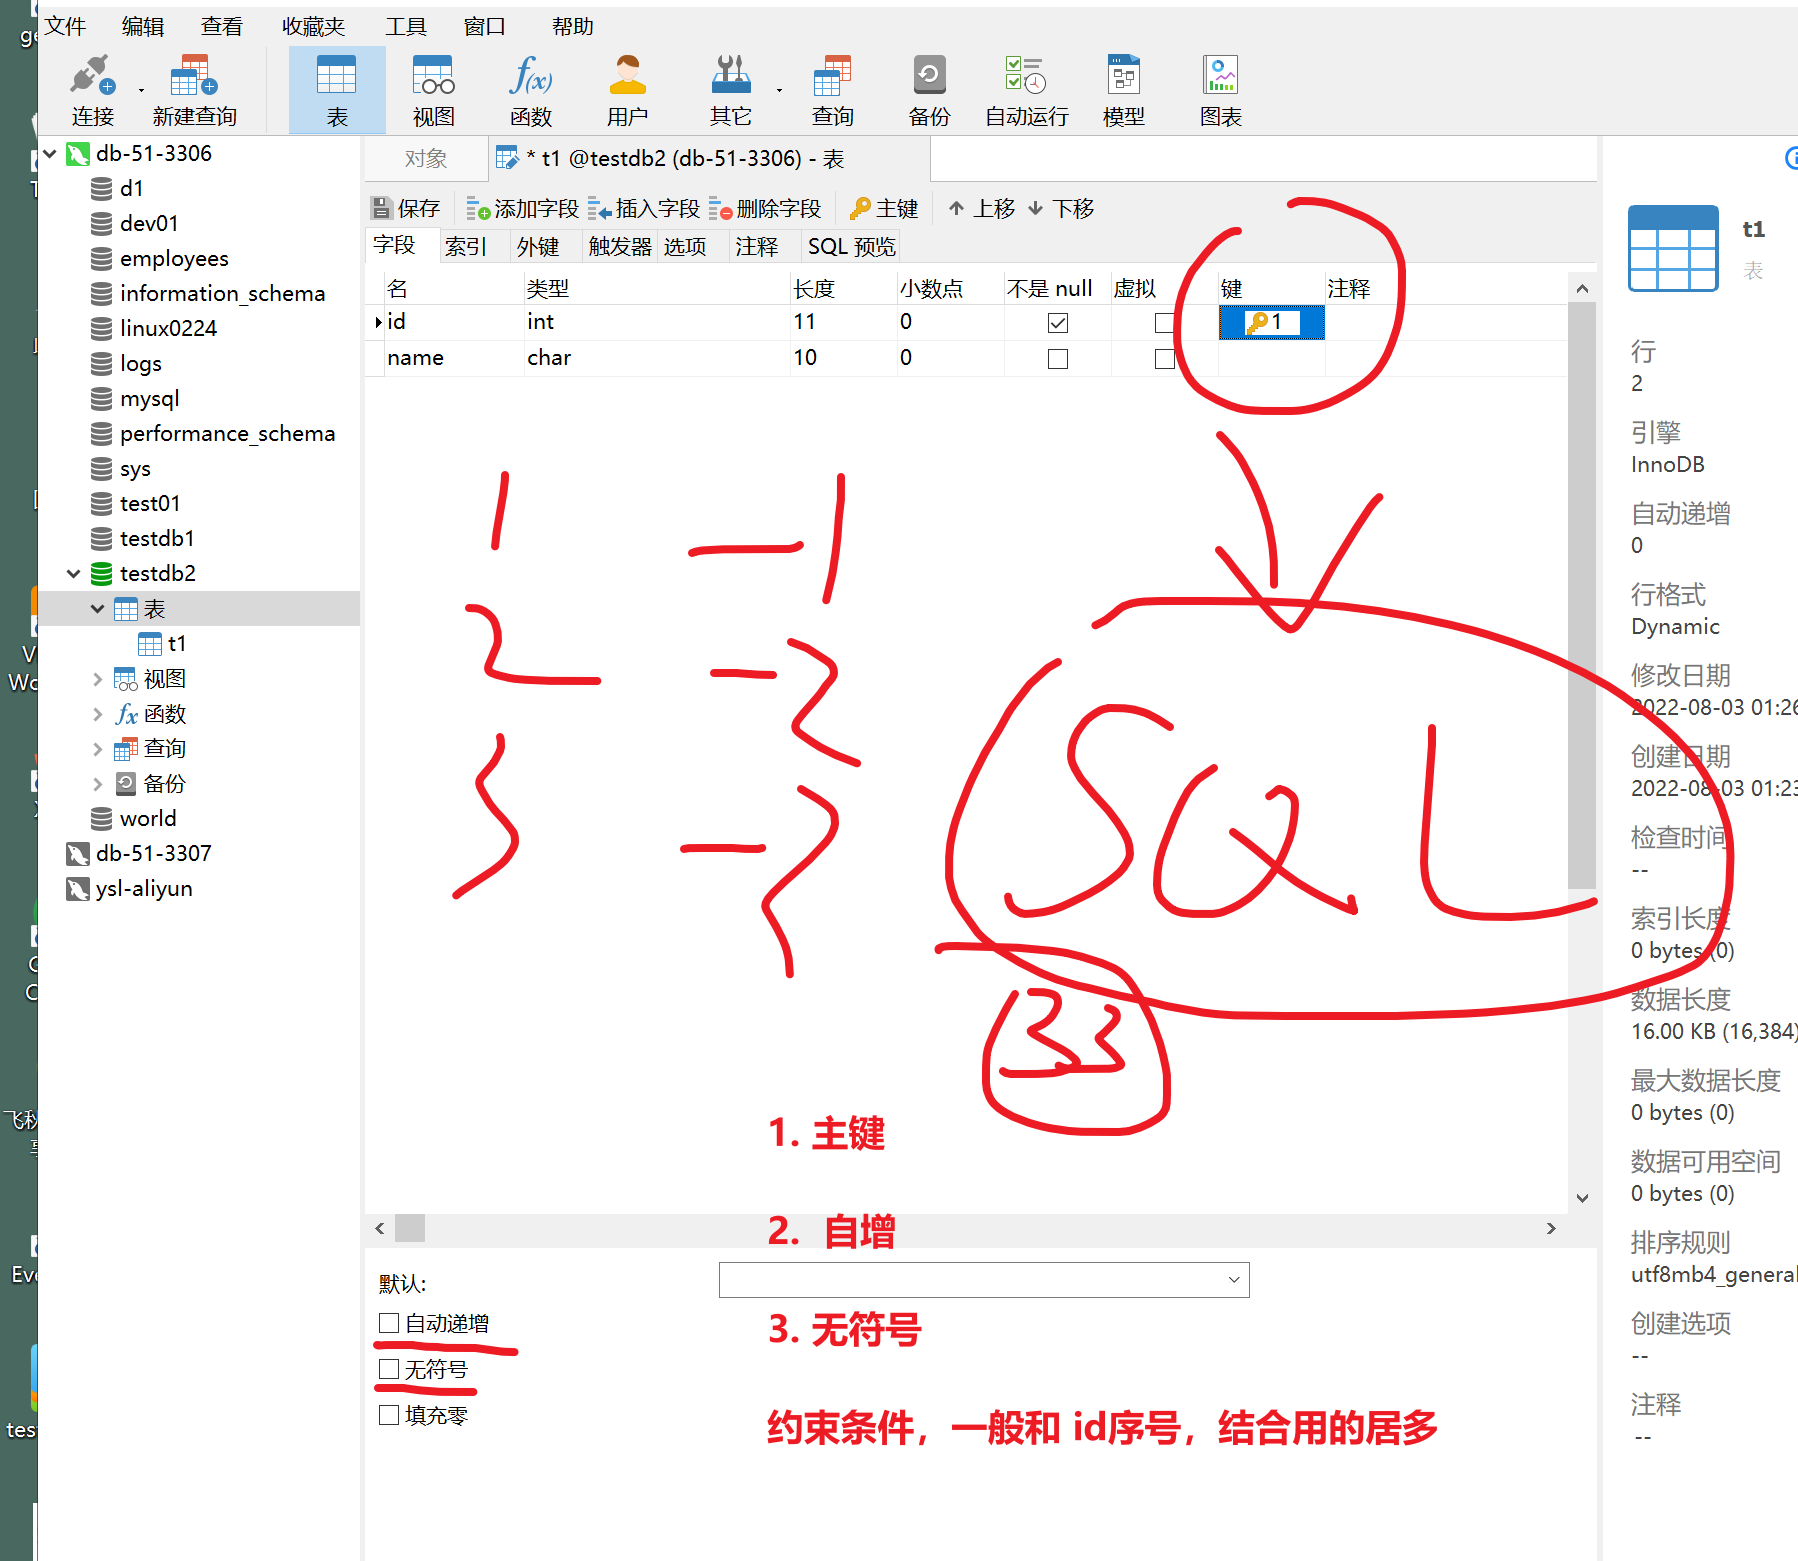 文件 编辑 查看 收藏夹 工具 窗口 帮助
连接 新建查询 表 视图 函数 用户 其它 查询 备份 自动运行 模型 图表
db-51-3306
d1
dev01
employees
information_schema
linux0224
logs
mysql
performance_schema
sys
test01
testdb1
testdb2
表
t1
视图
函数
查询
备份
world
db-51-3307
ysl-aliyun
对象 * t1 @testdb2 (db-51-3306) - 表
保存 添加字段 插入字段 删除字段 主键 上移 下移
字段 索引 外键 触发器 选项 注释 SQL 预览
名 类型 长度 小数点 不是 null 虚拟 键 注释
id int 11 0 1
name char 10 0
1 -1
2 -2
3 -3
SQL
33
1. 主键
2. 自增
3. 无符号
约束条件，一般和 id序号，结合用的居多
默认:
自动递增
无符号
填充零
t1
表
行
2
引擎
InnoDB
自动递增
0
行格式
Dynamic
修改日期
2022-08-03 01:26
创建日期
2022-08-03 01:23
检查时间
--
索引长度
0 bytes (0)
数据长度
16.00 KB (16,384)
最大数据长度
0 bytes (0)
数据可用空间
0 bytes (0)
排序规则
utf8mb4_general
创建选项
--
注释
--